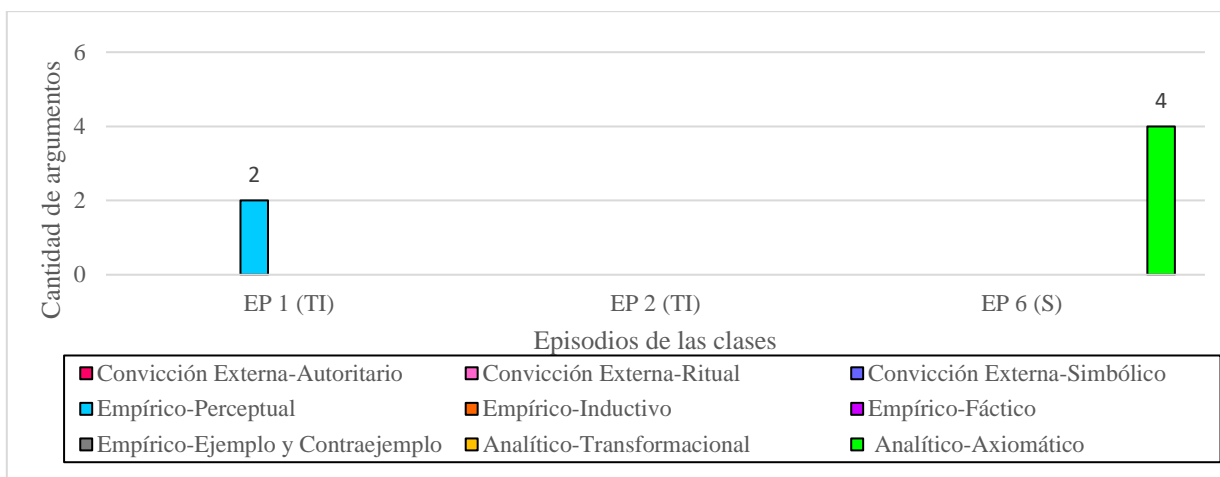 Cantidad de argumentos
6
4
2
0
2
4
EP 1 (TI) EP 2 (TI) EP 6 (S)
Episodios de las clases
Convicción Externa-Autoritario Convicción Externa-Ritual Convicción Externa-Simbólico
Empírico-Perceptual Empírico-Inductivo Empírico-Fáctico
Empírico-Ejemplo y Contraejemplo Analítico-Transformacional Analítico-Axiomático